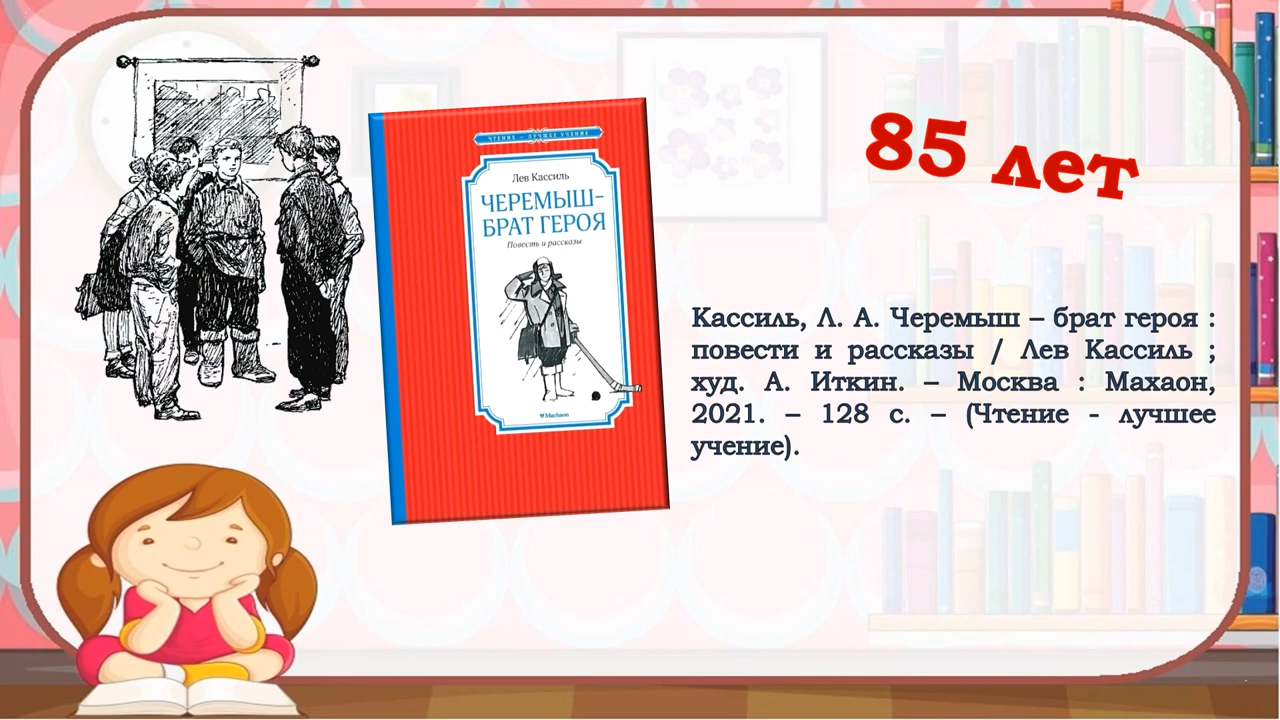 85 лет
ЧТЕНИЕ – ЛУЧШЕЕ УЧЕНИЕ
Лев Кассиль
ЧЕРЕМЫШ–
БРАТ ГЕРОЯ
Повесть и рассказы
Machaon
Кассиль, Л. А. Черемыш – брат героя :
повести и рассказы / Лев Кассиль ;
худ. А. Иткин. – Москва : Махаон,
2021. – 128 с. – (Чтение - лучшее
учение).